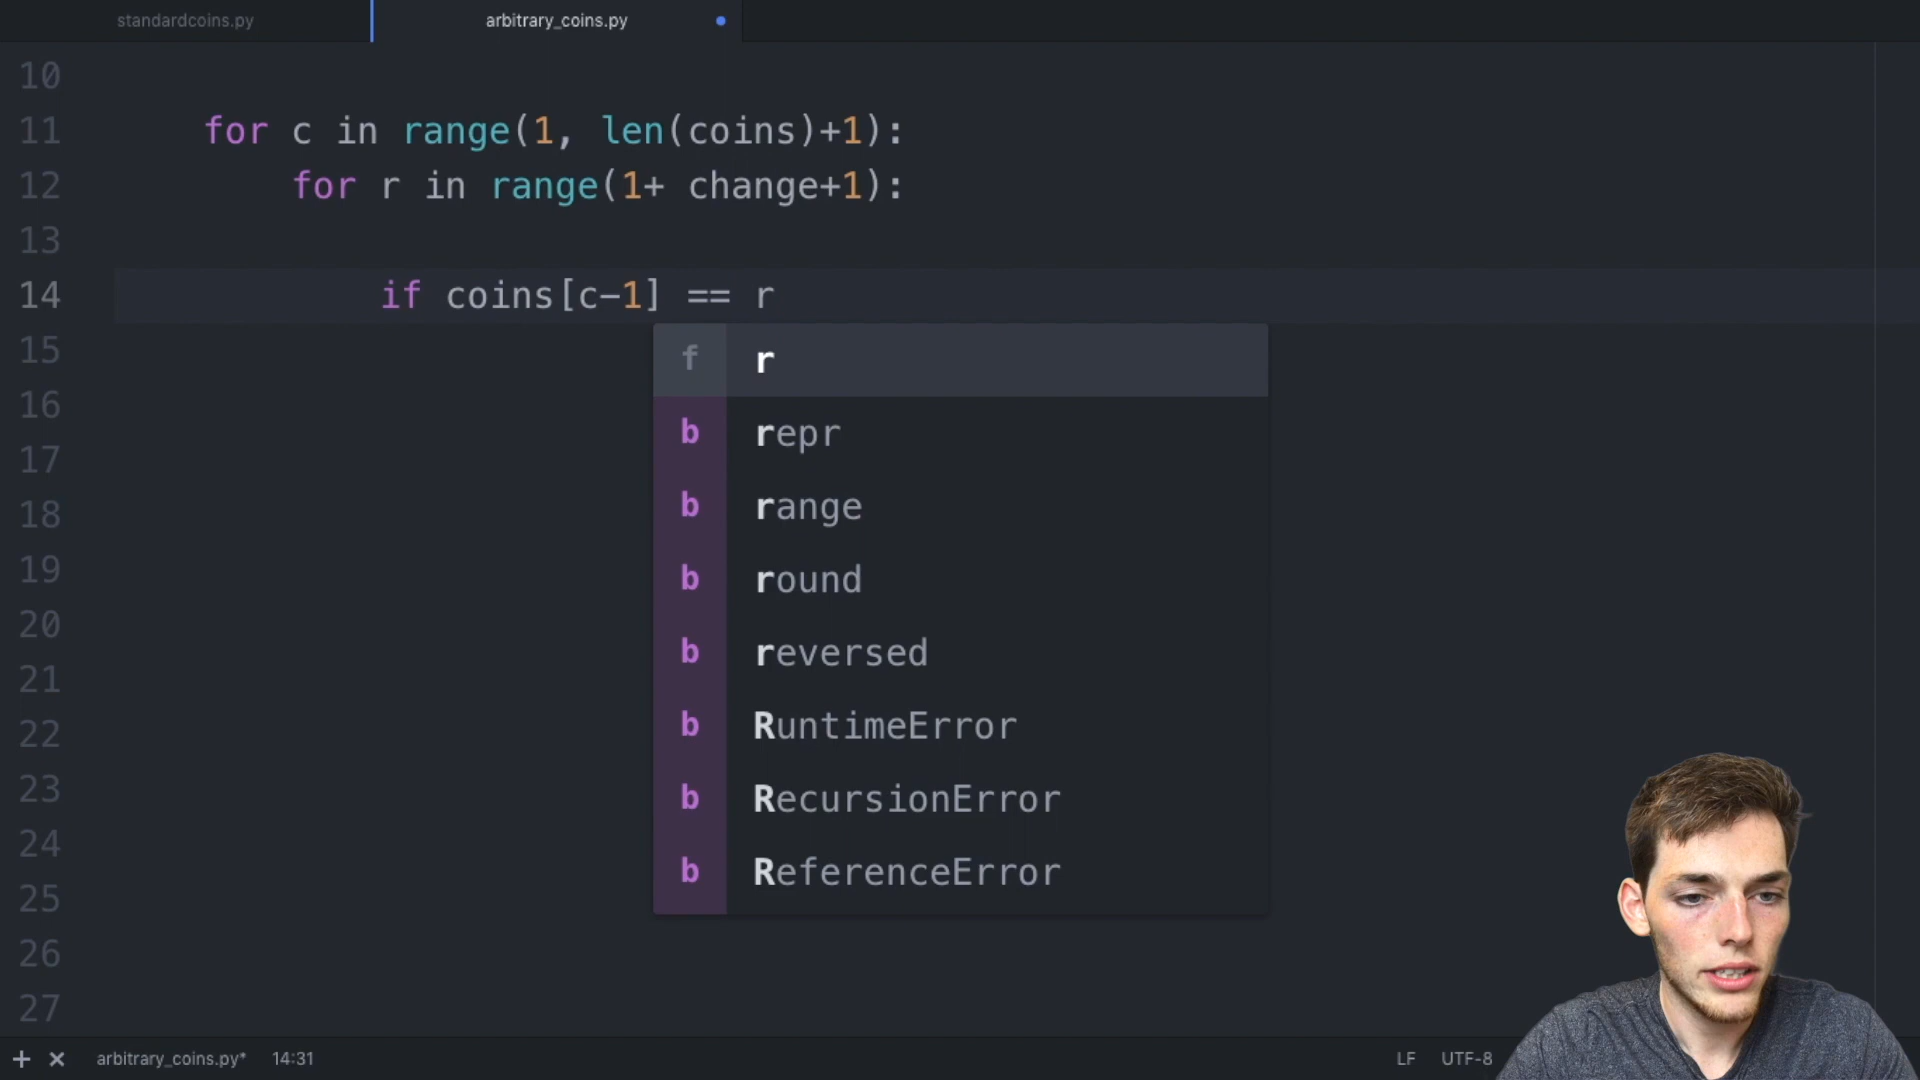 standardcoins.py
arbitrary_coins.py
10
11 for c in range(1, len(coins)+1):
12 for r in range(1+ change+1):
13
14 if coins[c-1] == r
15
f r
16
b repr
17
b range
18
b round
19
20
b reversed
21
22
b RuntimeError
23
b RecursionError
24
b ReferenceError
25
26
27
+ × arbitrary_coins.py* 14:31 LF UTF-8